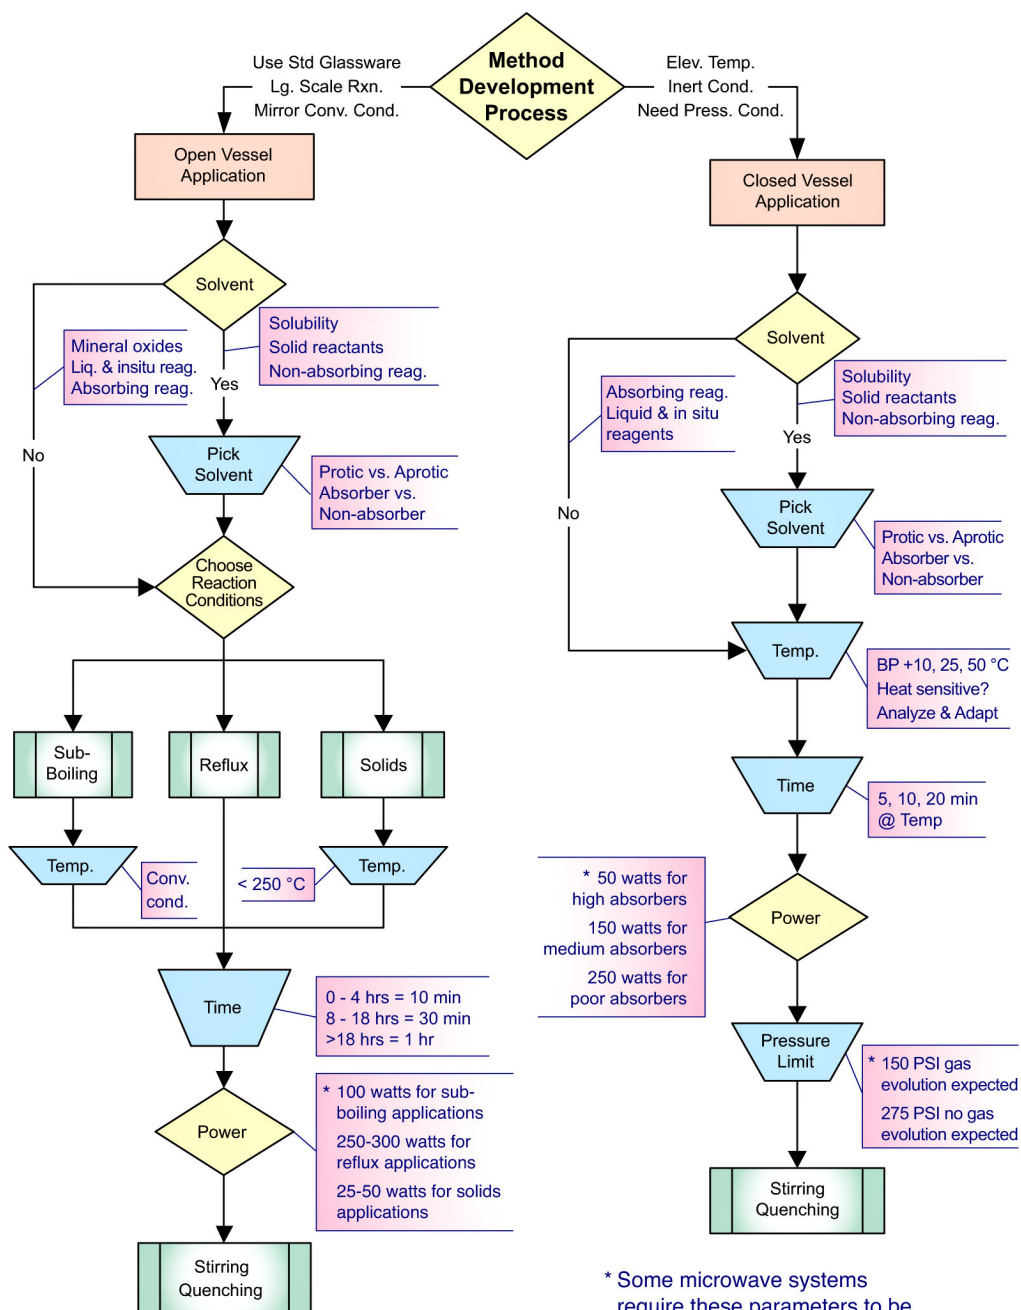 Method
Development
Process
Use Std Glassware
Lg. Scale Rxn.
Mirror Conv. Cond.
Elev. Temp.
Inert Cond.
Need Press. Cond.
Open Vessel
Application
Solvent
Mineral oxides
Liq. & insitu reag.
Absorbing reag.
Solubility
Solid reactants
Non-absorbing reag.
Yes
No
Pick
Solvent
Protic vs. Aprotic
Absorber vs.
Non-absorber
Choose
Reaction
Conditions
Sub-
Boiling
Reflux
Solids
Temp.
Conv.
cond.
< 250 °C
Temp.
Time
0 - 4 hrs = 10 min
8 - 18 hrs = 30 min
>18 hrs = 1 hr
Power
* 100 watts for sub-
boiling applications
250-300 watts for
reflux applications
25-50 watts for solids
applications
Stirring
Quenching
Closed Vessel
Application
Solvent
Absorbing reag.
Liquid & in situ
reagents
Solubility
Solid reactants
Non-absorbing reag.
Yes
No
Pick
Solvent
Protic vs. Aprotic
Absorber vs.
Non-absorber
Temp.
BP +10, 25, 50 °C
Heat sensitive?
Analyze & Adapt
Time
5, 10, 20 min
@ Temp
Power
* 50 watts for
high absorbers
150 watts for
medium absorbers
250 watts for
poor absorbers
Pressure
Limit
* 150 PSI gas
evolution expected
275 PSI no gas
evolution expected
Stirring
Quenching
* Some microwave systems
require these parameters to be